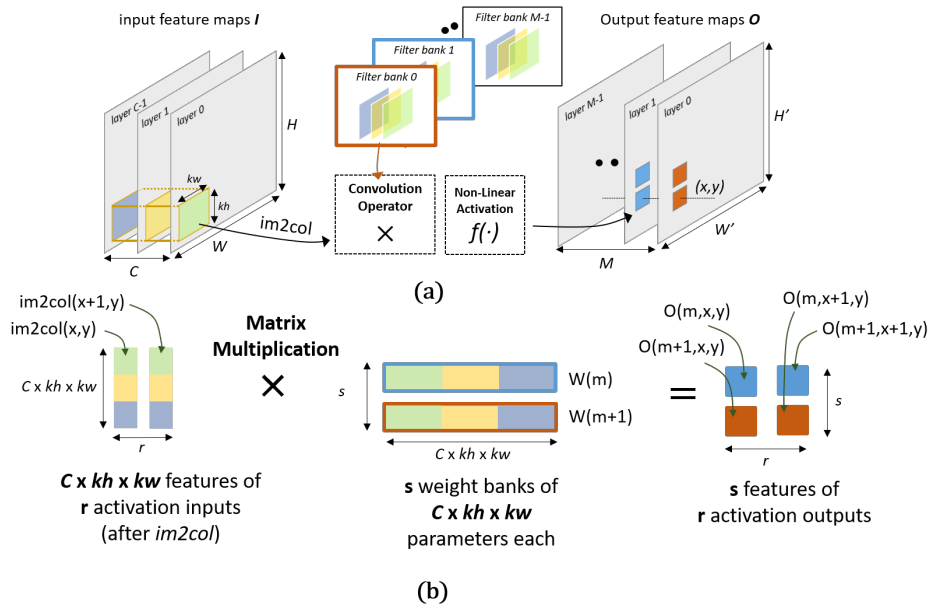 input feature maps I
layer C-1
layer 1
layer 0
H
kw
kh
W
C
im2col
Filter bank M-1
Filter bank 1
Filter bank 0
Convolution
Operator
×
Non-Linear
Activation
f(·)
Output feature maps O
layer M-1
layer 1
layer 0
H'
(x,y)
W'
M
(a)
im2col(x+1,y)
im2col(x,y)
C x kh x kw
r
C x kh x kw features of
r activation inputs
(after im2col)
Matrix
Multiplication
×
s
W(m)
W(m+1)
C x kh x kw
s weight banks of
C x kh x kw
parameters each
=
O(m,x,y)
O(m,x+1,y)
O(m+1,x,y)
O(m+1,x+1,y)
s
r
s features of
r activation outputs
(b)